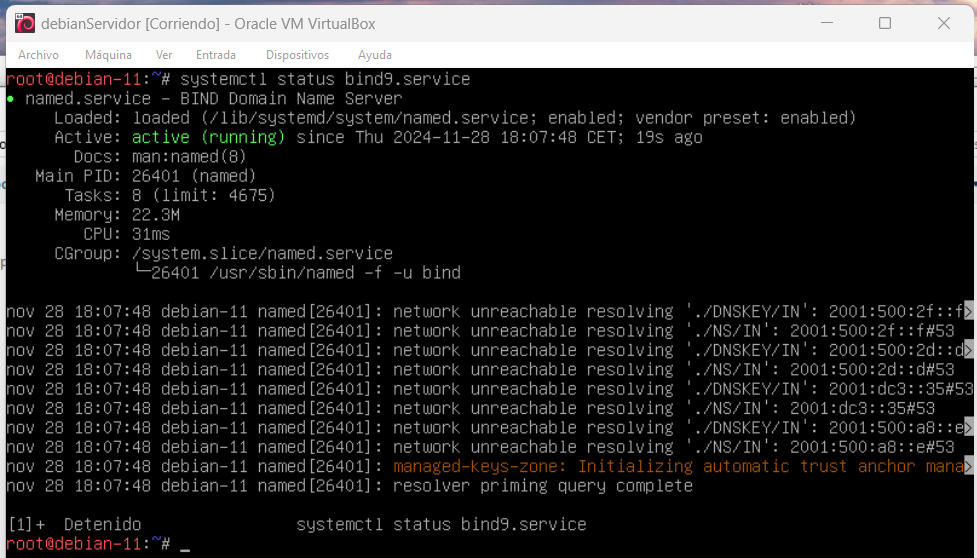 debianServidor [Corriendo] - Oracle VM VirtualBox
Archivo Máquina Ver Entrada Dispositivos Ayuda
root@debian-11:~# systemctl status bind9.service
● named.service - BIND Domain Name Server
Loaded: loaded (/lib/systemd/system/named.service; enabled; vendor preset: enabled)
Active: active (running) since Thu 2024-11-28 18:07:48 CET; 19s ago
Docs: man:named(8)
Main PID: 26401 (named)
Tasks: 8 (limit: 4675)
Memory: 22.3M
CPU: 31ms
CGroup: /system.slice/named.service
└─26401 /usr/sbin/named -f -u bind
nov 28 18:07:48 debian-11 named[26401]: network unreachable resolving './DNSKEY/IN': 2001:500:2f::f>
nov 28 18:07:48 debian-11 named[26401]: network unreachable resolving './NS/IN': 2001:500:2f::f#53
nov 28 18:07:48 debian-11 named[26401]: network unreachable resolving './DNSKEY/IN': 2001:500:2d::d>
nov 28 18:07:48 debian-11 named[26401]: network unreachable resolving './NS/IN': 2001:500:2d::d#53
nov 28 18:07:48 debian-11 named[26401]: network unreachable resolving './DNSKEY/IN': 2001:dc3::35#53
nov 28 18:07:48 debian-11 named[26401]: network unreachable resolving './NS/IN': 2001:dc3::35#53
nov 28 18:07:48 debian-11 named[26401]: network unreachable resolving './DNSKEY/IN': 2001:500:a8::e>
nov 28 18:07:48 debian-11 named[26401]: network unreachable resolving './NS/IN': 2001:500:a8::e#53
nov 28 18:07:48 debian-11 named[26401]: managed-keys-zone: Initializing automatic trust anchor mana>
nov 28 18:07:48 debian-11 named[26401]: resolver priming query complete
[1]+ Detenido systemctl status bind9.service
root@debian-11:~# _